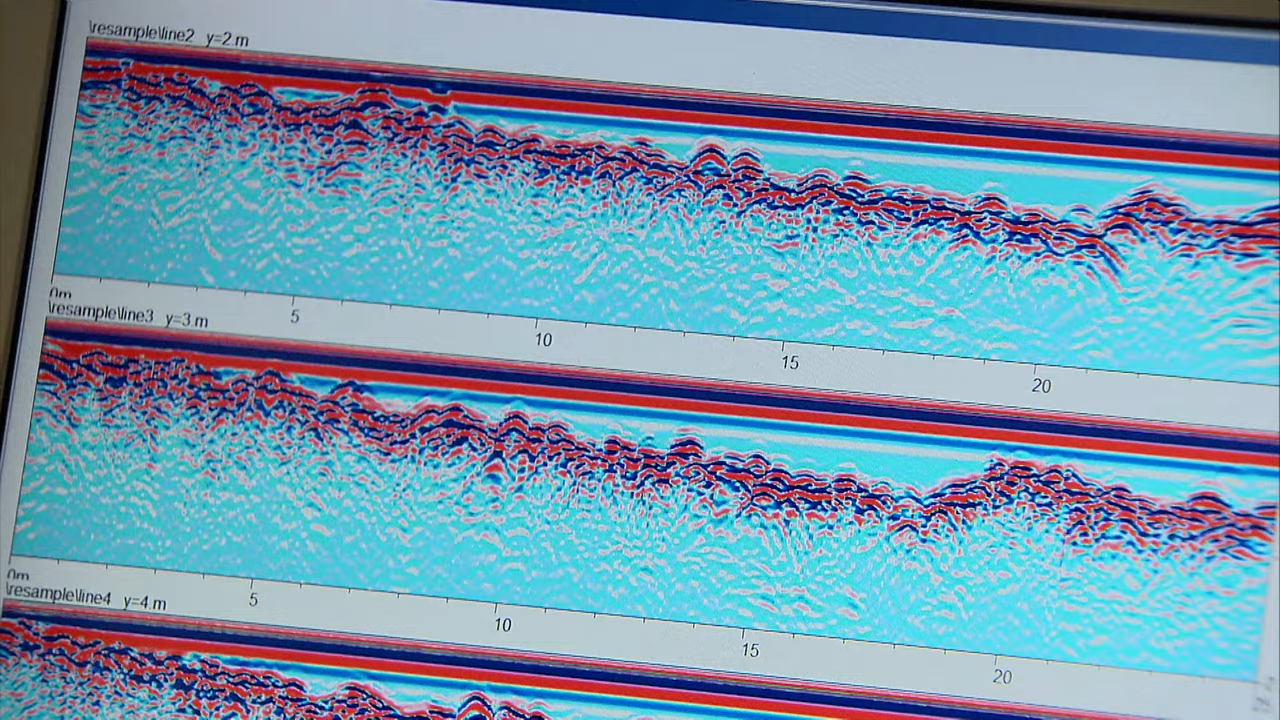 \resample\line2 y=2.m
0m 5 10 15 20
\resample\line3 y=3.m
0m 5 10 15 20
\resample\line4 y=4.m